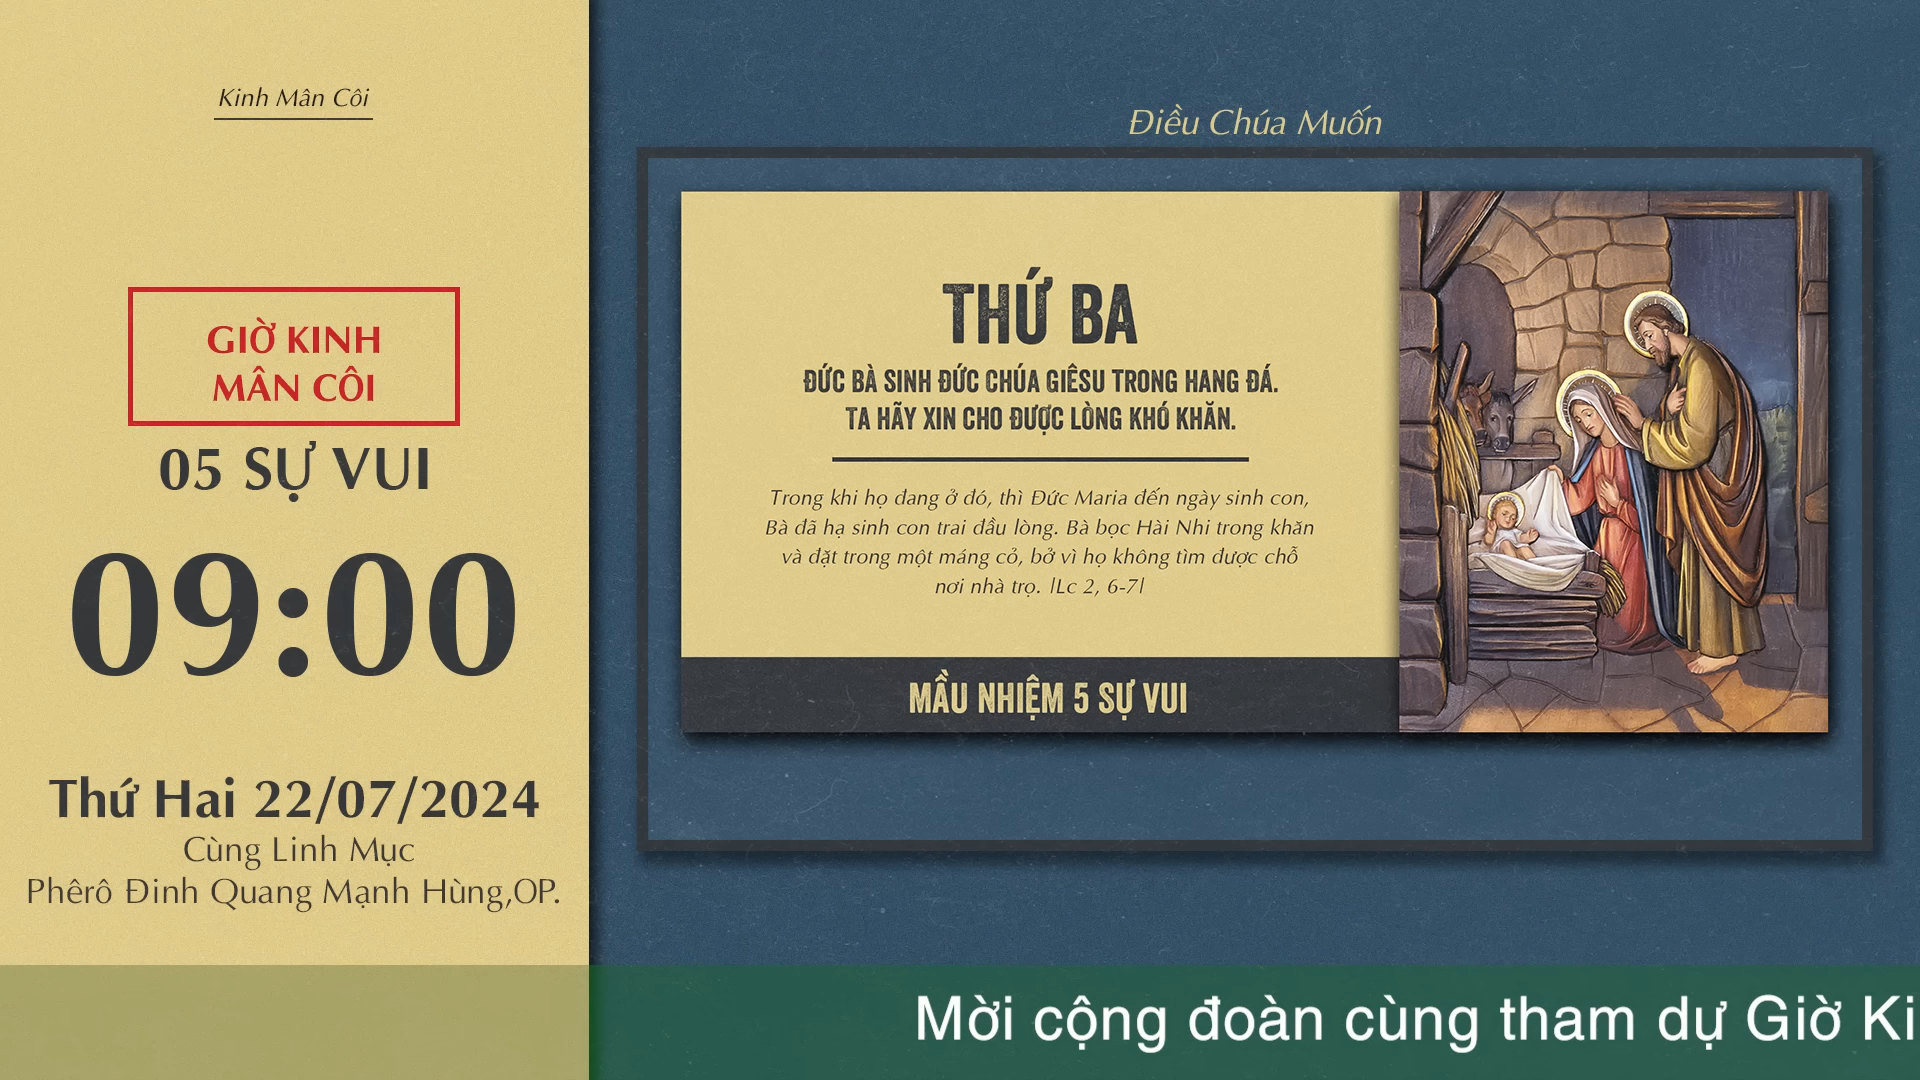 Kinh Mân Côi
GIỜ KINH
MÂN CÔI
05 SỰ VUI
09:00
Thứ Hai 22/07/2024
Cùng Linh Mục
Phêrô Đinh Quang Mạnh Hùng,OP.
Điều Chúa Muốn
THỨ BA
ĐỨC BÀ SINH ĐỨC CHÚA GIÊSU TRONG HANG ĐÁ.
TA HÃY XIN CHO ĐƯỢC LÒNG KHÓ KHĂN.
Trong khi họ đang ở đó, thì Đức Maria đến ngày sinh con,
Bà đã hạ sinh con trai đầu lòng. Bà bọc Hài Nhi trong khăn
và đặt trong một máng cỏ, bở vì họ không tìm được chỗ
nơi nhà trọ. |Lc 2, 6-7|
MẦU NHIỆM 5 SỰ VUI
Mời cộng đoàn cùng tham dự Giờ Ki